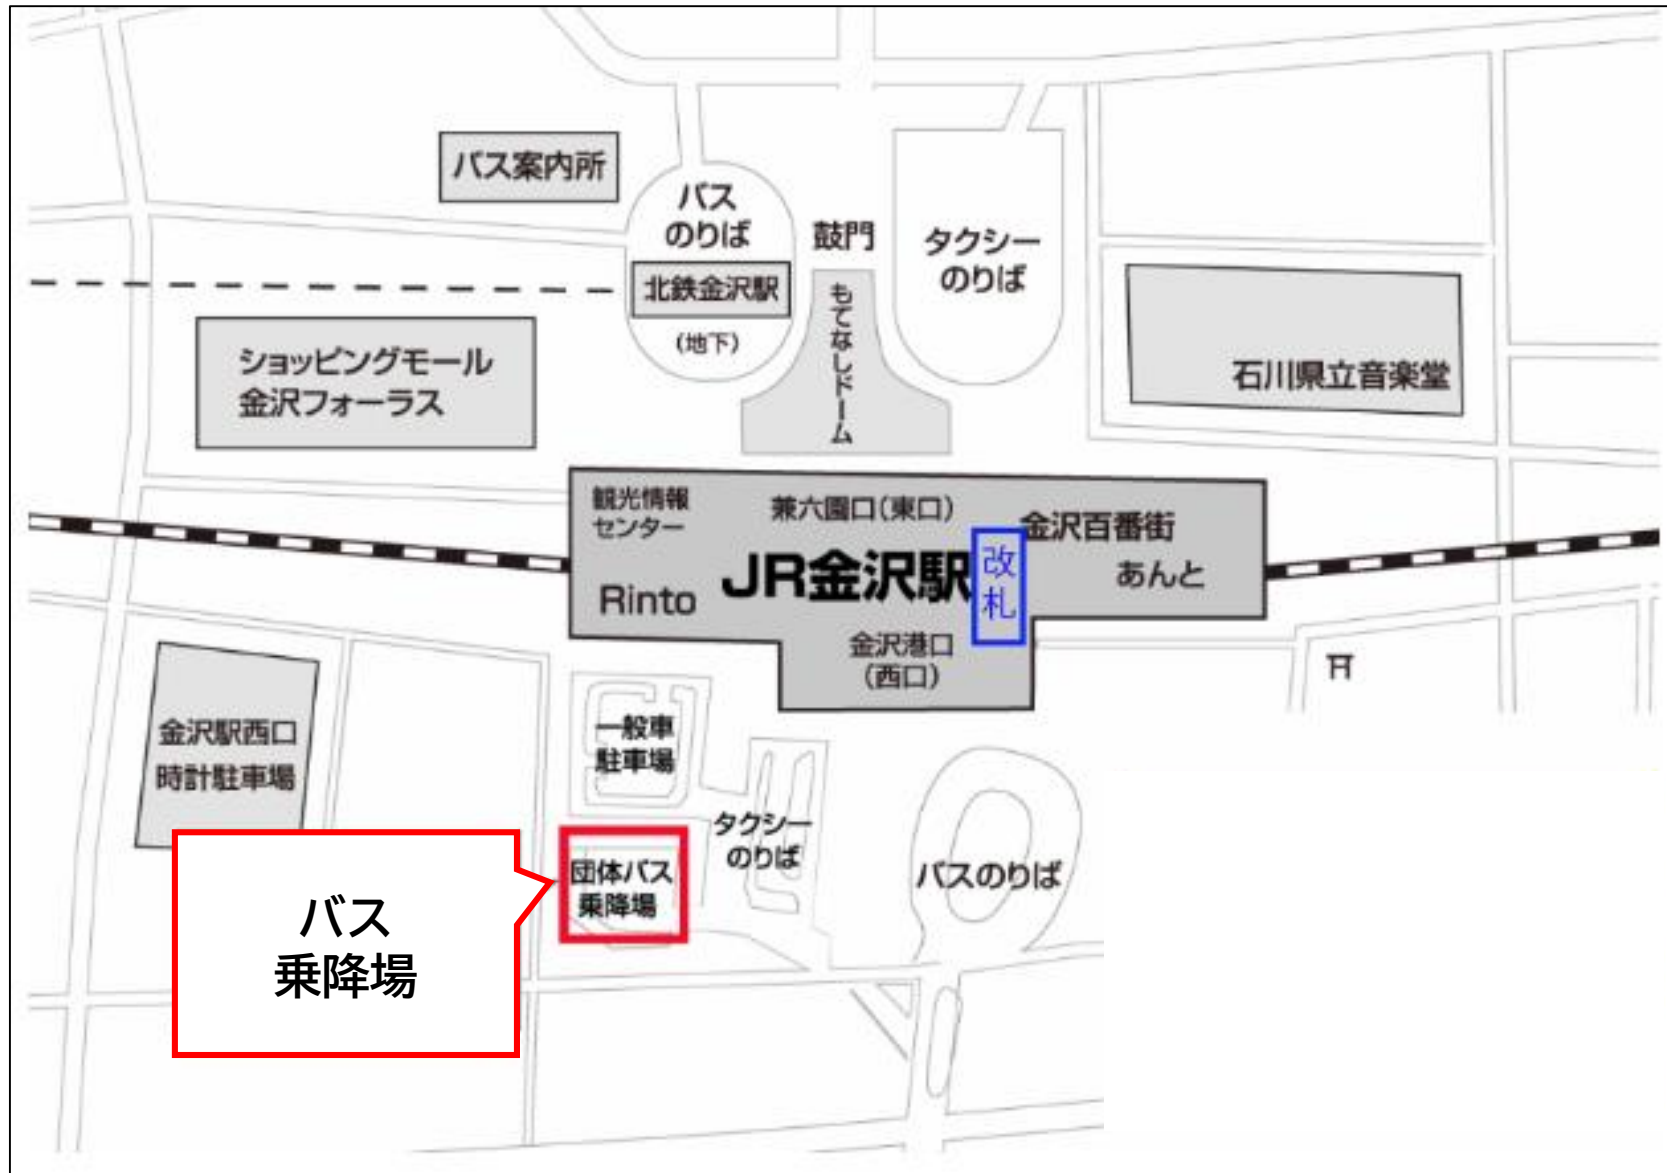 バス案内所
バス
のりば
北鉄金沢駅
(地下)
鼓門
もてなしドーム
タクシー
のりば
石川県立音楽堂
ショッピングモール
金沢フォーラス
観光情報
センター
兼六園口(東口)
金沢百番街
あんと
JR金沢駅
改札
Rinto
金沢港口
(西口)
金沢駅西口
時計駐車場
一般車
駐車場
タクシー
のりば
団体バス
乗降場
バスのりば
バス
乗降場